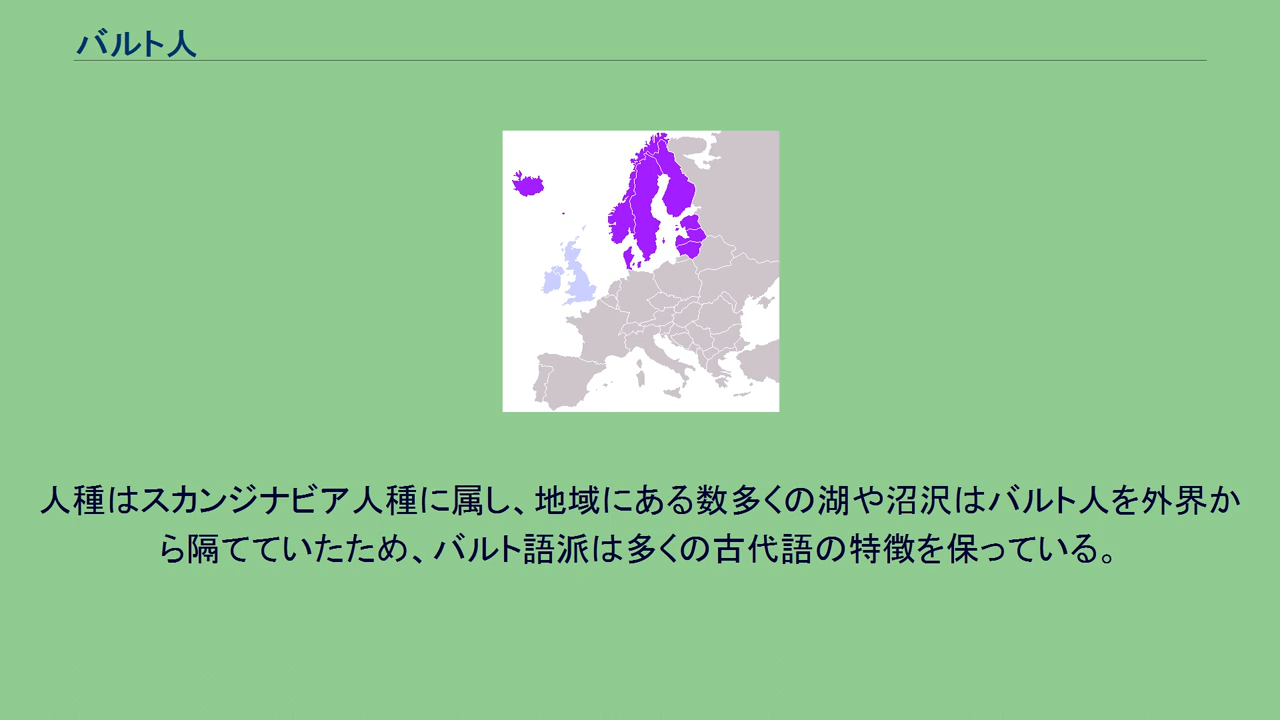 バルト人
人種はスカンジナビア人種に属し、地域にある数多くの湖や沼沢はバルト人を外界か
ら隔てていたため、バルト語派は多くの古代語の特徴を保っている。